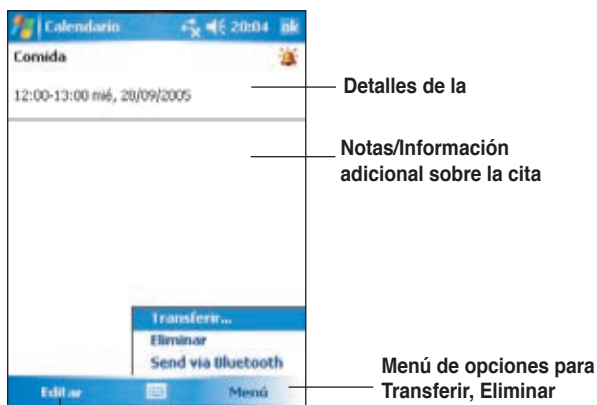 Calendario 20:04 ok
Comida
12:00-13:00 mié, 28/09/2005
Detalles de la
Notas/Información
adicional sobre la cita
Transferir...
Eliminar
Send via Bluetooth
Editar Menú
Menú de opciones para
Transferir, Eliminar